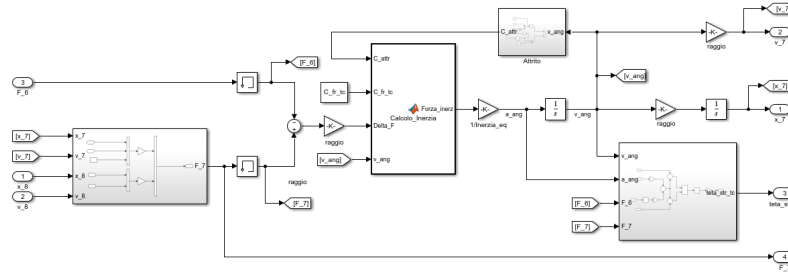 [v_7
2
v_7
-K-
raggio
C_attr
v_ang
Attrito
[F_6]
C_attr
3
F_6
[v_ang]
[x_7]
1
x_7
C_fr_tc
C_fr_tc
Forza_inerz
Calcolo_Inerzia
-K-
1/Inerzia_eq
a_ang
1
s
v_ang
-K-
raggio
1
s
-K-
raggio
Delta_F
[x_7]
x_7
[v_7]
v_7
1
x_8
x_8
2
v_8
v_8
F_7
[v_ang]
v_ang
raggio
[F_7]
v_ang
a_ang
[F_6]
F_6
[F_7]
F_7
teta_str_tc
3
teta_s
4
F_